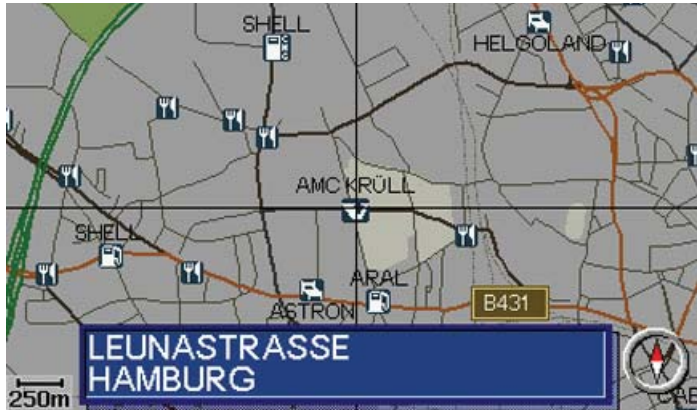 SHELL
HELGOLAND
AMC KRÜLL
SHELL
ARAL
ASTRON
B431
LEUNASTRASSE
HAMBURG
250m